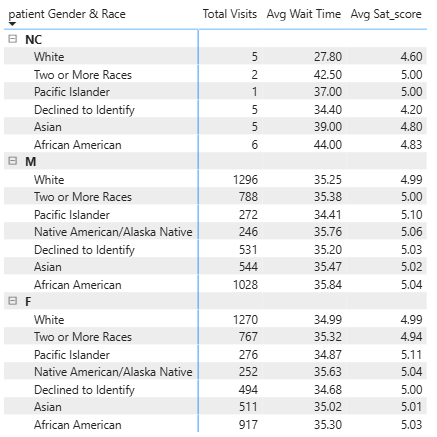 patient Gender & Race Total Visits Avg Wait Time Avg Sat_score
NC
White 5 27.80 4.60
Two or More Races 2 42.50 5.00
Pacific Islander 1 37.00 5.00
Declined to Identify 5 34.40 4.20
Asian 5 39.00 4.80
African American 6 44.00 4.83
M
White 1296 35.25 4.99
Two or More Races 788 35.38 5.00
Pacific Islander 272 34.41 5.10
Native American/Alaska Native 246 35.76 5.06
Declined to Identify 531 35.20 5.03
Asian 544 35.47 5.02
African American 1028 35.84 5.04
F
White 1270 34.99 4.99
Two or More Races 767 35.32 4.94
Pacific Islander 276 34.87 5.11
Native American/Alaska Native 252 35.63 5.04
Declined to Identify 494 34.68 5.00
Asian 511 35.02 5.01
African American 917 35.30 5.03